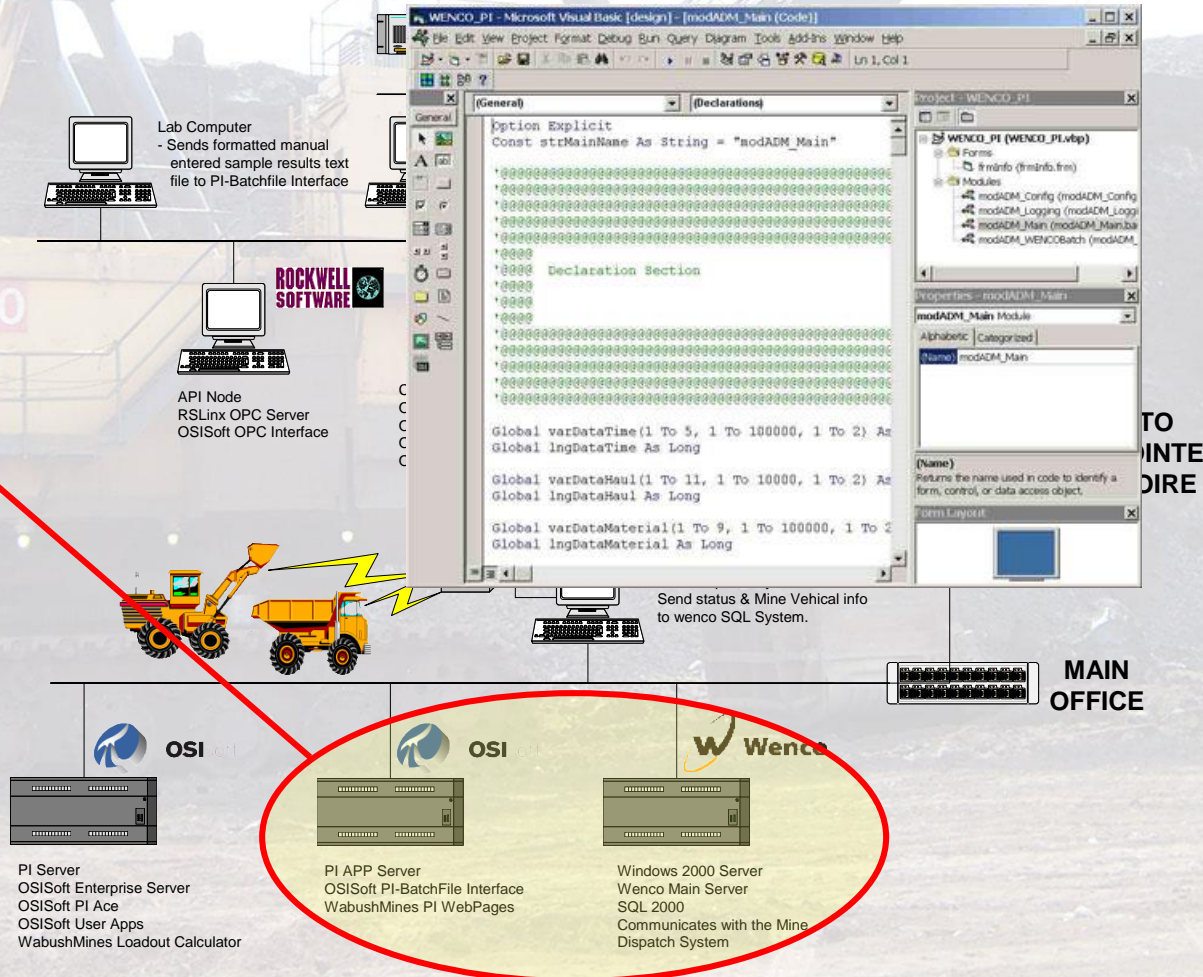 WENCO_PI - Microsoft Visual Basic [design] - [modADM_Main (Code)]
File Edit View Project Format Debug Run Query Diagram Tools Add-Ins Window Help
Ln 1, Col 1
General
(General)
(Declarations)
Option Explicit
Const strMainName As String = "modADM_Main"
'@@@@@@@@@@@@@@@@@@@@@@@@@@@@@@@@@@@@@@@@@@@@@@@@
'@@@@@@@@@@@@@@@@@@@@@@@@@@@@@@@@@@@@@@@@@@@@@@@@
'@@@@@@@@@@@@@@@@@@@@@@@@@@@@@@@@@@@@@@@@@@@@@@@@
'@@@@@@@@@@@@@@@@@@@@@@@@@@@@@@@@@@@@@@@@@@@@@@@@
'@@@@@@@@@@@@@@@@@@@@@@@@@@@@@@@@@@@@@@@@@@@@@@@@
'@@@@
'@@@@ Declaration Section
'@@@@
'@@@@
'@@@@
'@@@@@@@@@@@@@@@@@@@@@@@@@@@@@@@@@@@@@@@@@@@@@@@@
'@@@@@@@@@@@@@@@@@@@@@@@@@@@@@@@@@@@@@@@@@@@@@@@@
'@@@@@@@@@@@@@@@@@@@@@@@@@@@@@@@@@@@@@@@@@@@@@@@@
'@@@@@@@@@@@@@@@@@@@@@@@@@@@@@@@@@@@@@@@@@@@@@@@@
'@@@@@@@@@@@@@@@@@@@@@@@@@@@@@@@@@@@@@@@@@@@@@@@@
Global varDataTime(1 To 5, 1 To 100000, 1 To 2) As
Global lngDataTime As Long
Global varDataHaul(1 To 11, 1 To 10000, 1 To 2) As
Global lngDataHaul As Long
Global varDataMaterial(1 To 9, 1 To 100000, 1 To 2
Global lngDataMaterial As Long
Project - WENCO_PI
WENCO_PI (WENCO_PI.vbp)
Forms
frmInfo (frmInfo.frm)
Modules
modADM_Config (modADM_Config
modADM_Logging (modADM_Loggi
modADM_Main (modADM_Main.ba
modADM_WENCOBatch (modADM_
Properties - modADM_Main
modADM_Main Module
Alphabetic Categorized
(Name) modADM_Main
(Name)
Returns the name used in code to identify a
form, control, or data access object.
Form Layout
Lab Computer
- Sends formatted manual
entered sample results text
file to PI-Batchfile Interface
ROCKWELL
SOFTWARE
API Node
RSLinx OPC Server
OSISoft OPC Interface
TO
OINTE
OIRE
Send status & Mine Vehical info
to wenco SQL System.
MAIN
OFFICE
OSI
OSI
Wenco
PI Server
OSISoft Enterprise Server
OSISoft PI Ace
OSISoft User Apps
WabushMines Loadout Calculator
PI APP Server
OSISoft PI-BatchFile Interface
WabushMines PI WebPages
Windows 2000 Server
Wenco Main Server
SQL 2000
Communicates with the Mine
Dispatch System